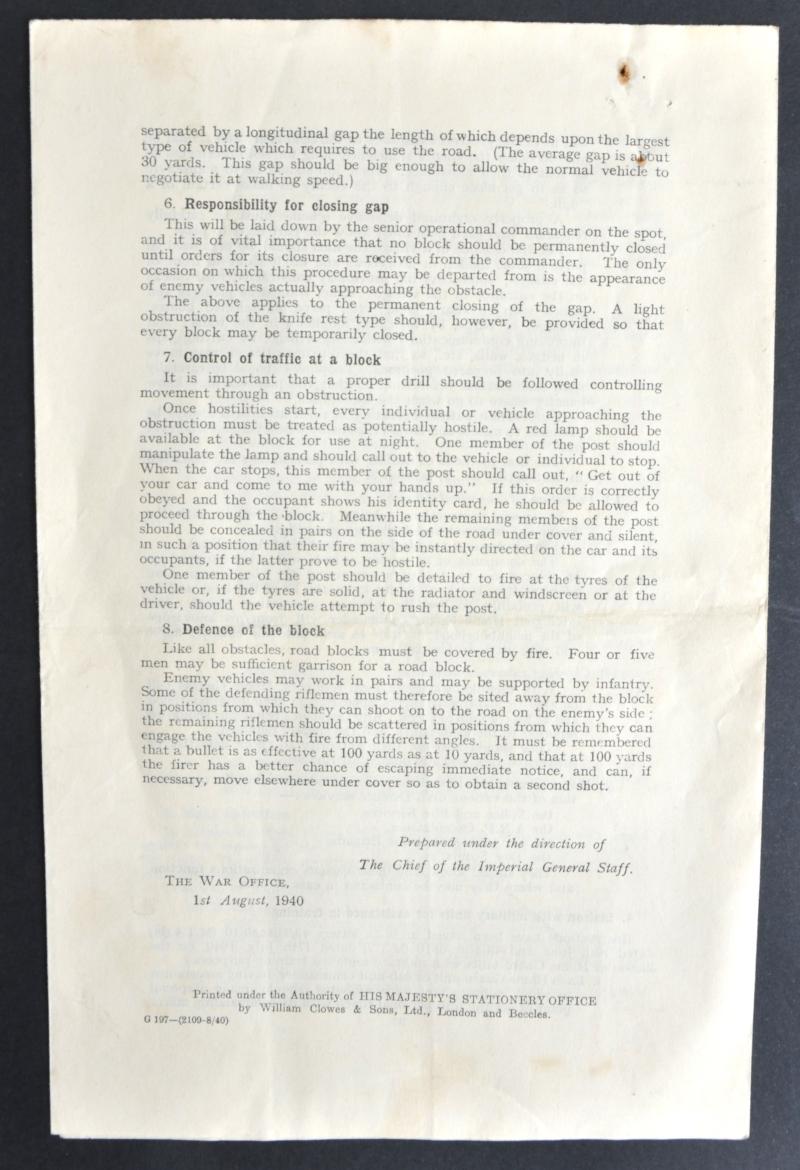 separated by a longitudinal gap the length of which depends upon the largest
type of vehicle which requires to use the road. (The average gap is about
30 yards. This gap should be big enough to allow the normal vehicle to
negotiate it at walking speed.)
6. Responsibility for closing gap
This will be laid down by the senior operational commander on the spot,
and it is of vital importance that no block should be permanently closed
until orders for its closure are received from the commander. The only
occasion on which this procedure may be departed from is the appearance
of enemy vehicles actually approaching the obstacle.
The above applies to the permanent closing of the gap. A light
obstruction of the knife rest type should, however, be provided so that
every block may be temporarily closed.
7. Control of traffic at a block
It is important that a proper drill should be followed controlling
movement through an obstruction.
Once hostilities start, every individual or vehicle approaching the
obstruction must be treated as potentially hostile. A red lamp should be
available at the block for use at night. One member of the post should
manipulate the lamp and should call out to the vehicle or individual to stop.
When the car stops, this member of the post should call out, “ Get out of
your car and come to me with your hands up.” If this order is correctly
obeyed and the occupant shows his identity card, he should be allowed to
proceed through the block. Meanwhile the remaining members of the post
should be concealed in pairs on the side of the road under cover and silent,
in such a position that their fire may be instantly directed on the car and its
occupants, if the latter prove to be hostile.
One member of the post should be detailed to fire at the tyres of the
vehicle or, if the tyres are solid, at the radiator and windscreen or at the
driver, should the vehicle attempt to rush the post.
8. Defence of the block
Like all obstacles, road blocks must be covered by fire. Four or five
men may be sufficient garrison for a road block.
Enemy vehicles may work in pairs and may be supported by infantry.
Some of the defending riflemen must therefore be sited away from the block
in positions from which they can shoot on to the road on the enemy's side ;
the remaining riflemen should be scattered in positions from which they can
engage the vehicles with fire from different angles. It must be remembered
that a bullet is as effective at 100 yards as at 10 yards, and that at 100 yards
the firer has a better chance of escaping immediate notice, and can, if
necessary, move elsewhere under cover so as to obtain a second shot.
Prepared under the direction of
The Chief of the Imperial General Staff.
THE WAR OFFICE,
1st August, 1940
Printed under the Authority of HIS MAJESTY'S STATIONERY OFFICE
by William Clowes & Sons, Ltd., London and Beccles.
G 197—(2109-8/40)